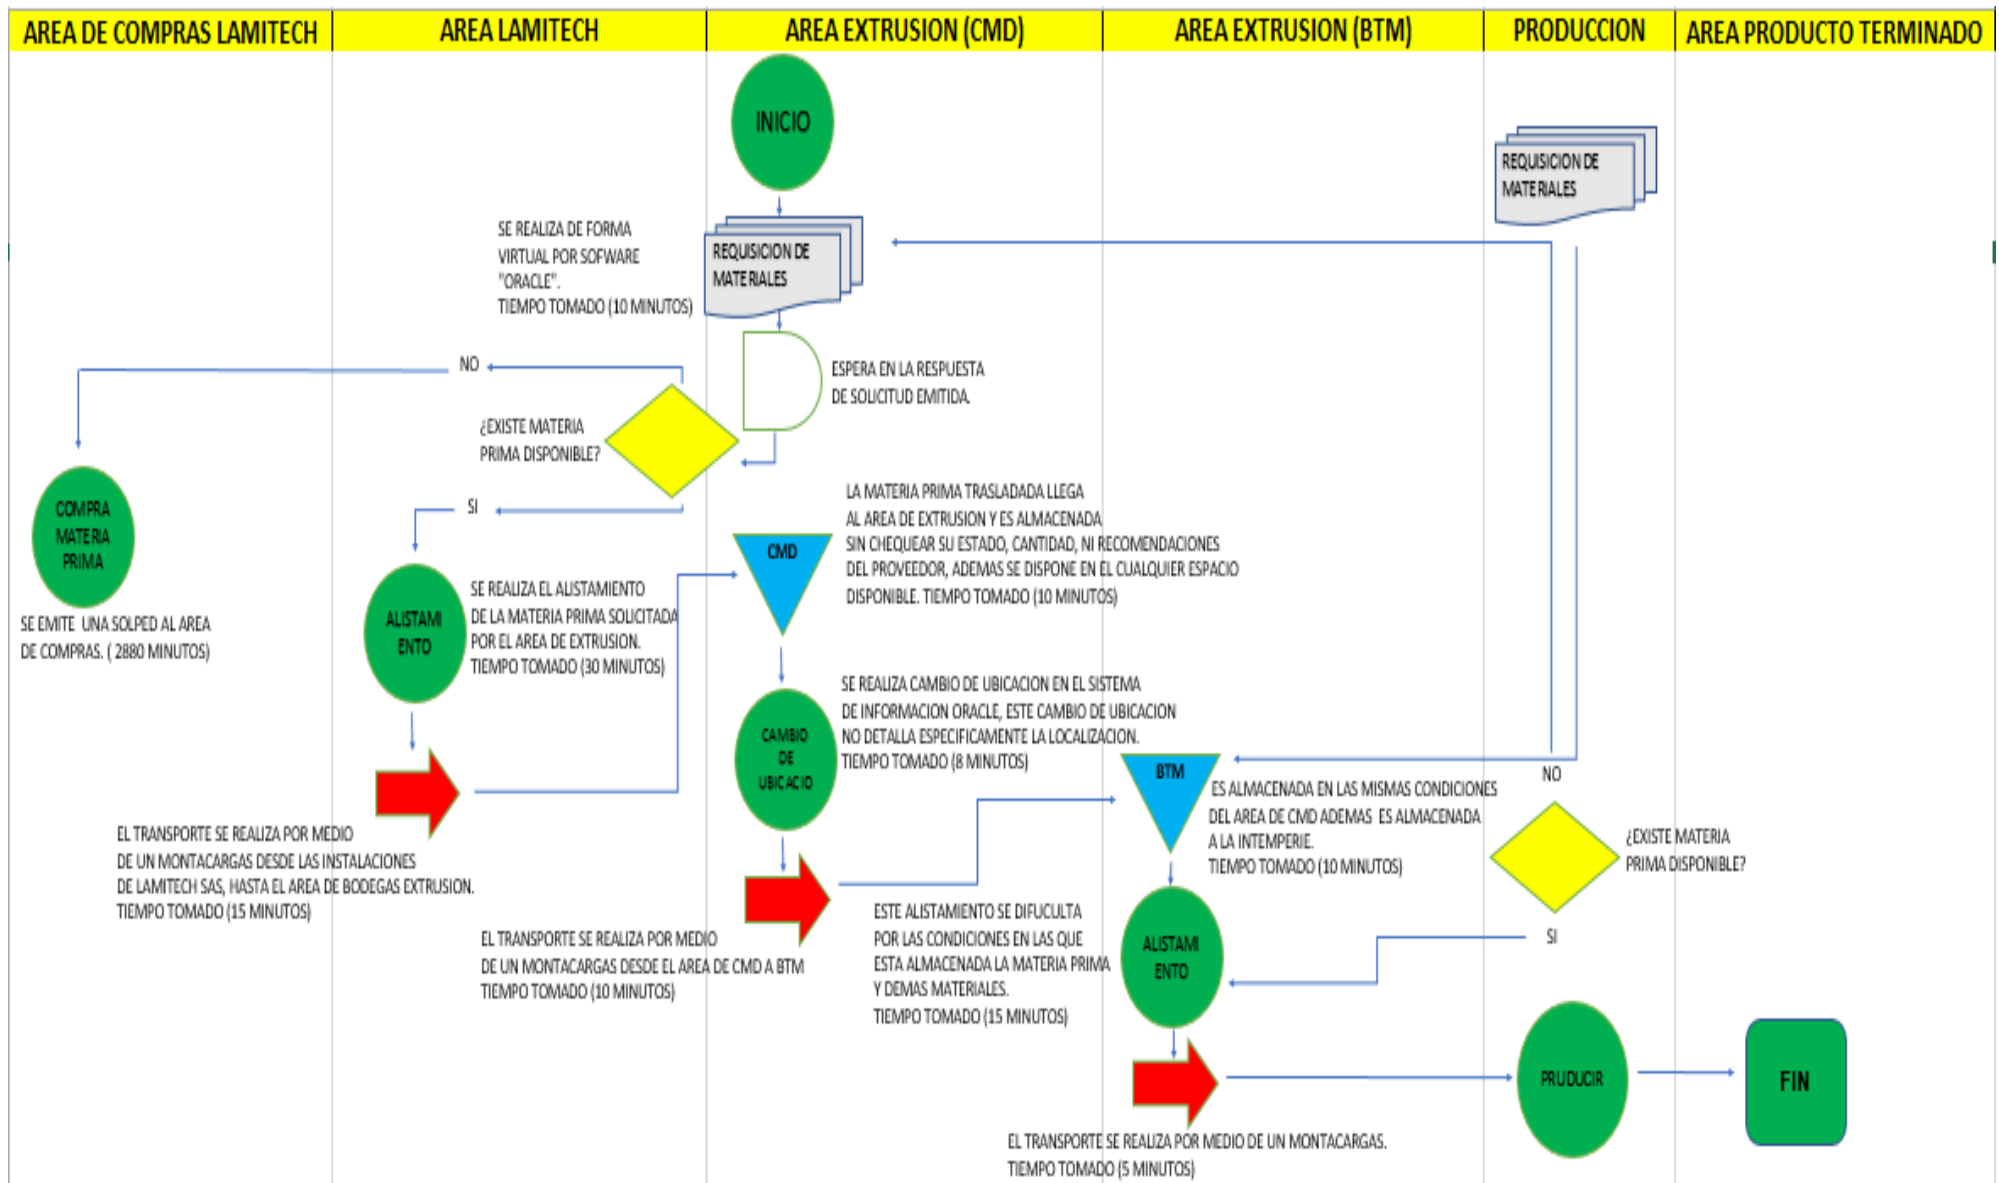 AREA DE COMPRAS LAMITECH
AREA LAMITECH
AREA EXTRUSION (CMD)
AREA EXTRUSION (BTM)
PRODUCCION
AREA PRODUCTO TERMINADO
INICIO
REQUISICION DE
MATERIALES
SE REALIZA DE FORMA
VIRTUAL POR SOFWARE
"ORACLE".
TIEMPO TOMADO (10 MINUTOS)
REQUISICION DE
MATERIALES
ESPERA EN LA RESPUESTA
DE SOLICITUD EMITIDA.
NO
¿EXISTE MATERIA
PRIMA DISPONIBLE?
SI
COMPRA
MATERIA
PRIMA
SE EMITE UNA SOLPED AL AREA
DE COMPRAS. ( 2880 MINUTOS)
ALISTAMI
ENTO
SE REALIZA EL ALISTAMIENTO
DE LA MATERIA PRIMA SOLICITADA
POR EL AREA DE EXTRUSION.
TIEMPO TOMADO (30 MINUTOS)
EL TRANSPORTE SE REALIZA POR MEDIO
DE UN MONTACARGAS DESDE LAS INSTALACIONES
DE LAMITECH SAS, HASTA EL AREA DE BODEGAS EXTRUSION.
TIEMPO TOMADO (15 MINUTOS)
CMD
LA MATERIA PRIMA TRASLADADA LLEGA
AL AREA DE EXTRUSION Y ES ALMACENADA
SIN CHEQUEAR SU ESTADO, CANTIDAD, NI RECOMENDACIONES
DEL PROVEEDOR, ADEMAS SE DISPONE EN EL CUALQUIER ESPACIO
DISPONIBLE. TIEMPO TOMADO (10 MINUTOS)
CAMBIO
DE
UBICACIO
SE REALIZA CAMBIO DE UBICACION EN EL SISTEMA
DE INFORMACION ORACLE, ESTE CAMBIO DE UBICACION
NO DETALLA ESPECIFICAMENTE LA LOCALIZACION.
TIEMPO TOMADO (8 MINUTOS)
EL TRANSPORTE SE REALIZA POR MEDIO
DE UN MONTACARGAS DESDE EL AREA DE CMD A BTM
TIEMPO TOMADO (10 MINUTOS)
BTM
ES ALMACENADA EN LAS MISMAS CONDICIONES
DEL AREA DE CMD ADEMAS ES ALMACENADA
A LA INTEMPERIE.
TIEMPO TOMADO (10 MINUTOS)
NO
¿EXISTE MATERIA
PRIMA DISPONIBLE?
SI
ESTE ALISTAMIENTO SE DIFUCULTA
POR LAS CONDICIONES EN LAS QUE
ESTA ALMACENADA LA MATERIA PRIMA
Y DEMAS MATERIALES.
TIEMPO TOMADO (15 MINUTOS)
ALISTAMI
ENTO
EL TRANSPORTE SE REALIZA POR MEDIO DE UN MONTACARGAS.
TIEMPO TOMADO (5 MINUTOS)
PRUDUCIR
FIN